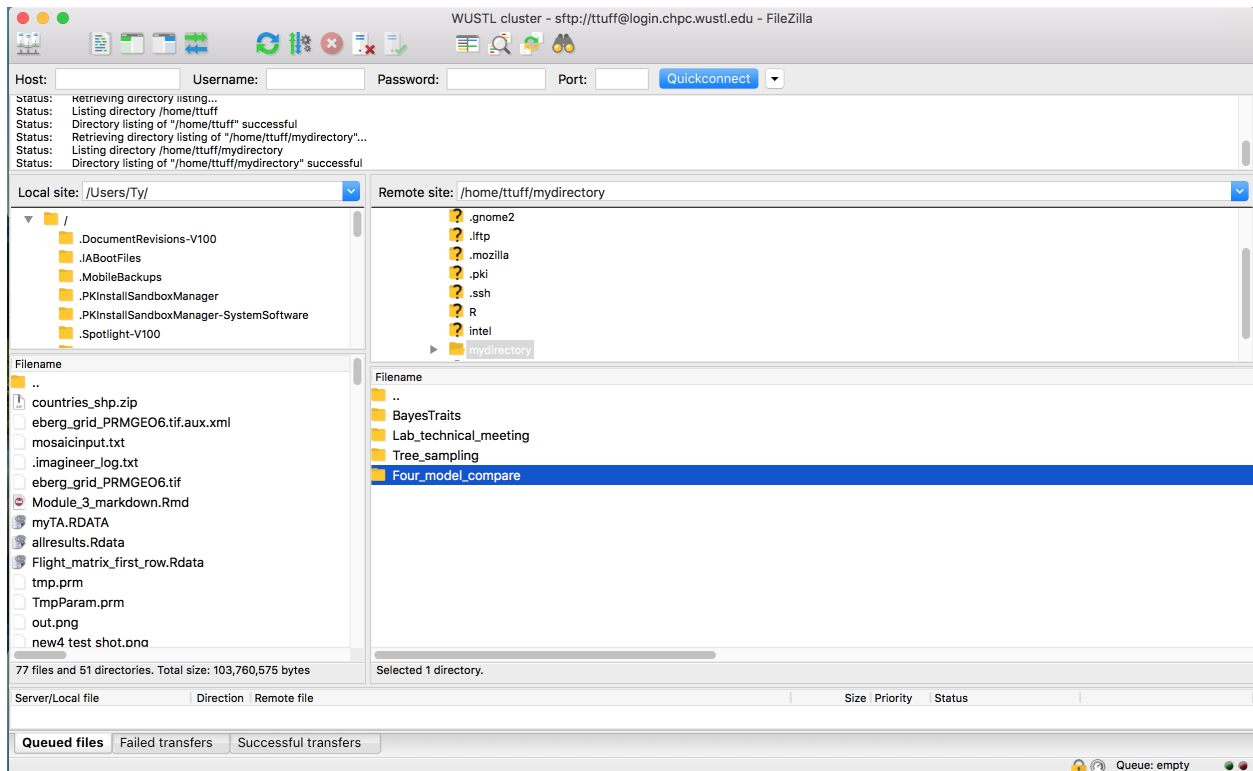 WUSTL cluster - sftp://ttuff@login.chpc.wustl.edu - FileZilla
Host: Username: Password: Port: Quickconnect
Status: Retrieving directory listing...
Status: Listing directory /home/ttuff
Status: Directory listing of "/home/ttuff" successful
Status: Retrieving directory listing of "/home/ttuff/mydirectory"...
Status: Listing directory /home/ttuff/mydirectory
Status: Directory listing of "/home/ttuff/mydirectory" successful
Local site: /Users/Ty/
/
.DocumentRevisions-V100
.IABootFiles
.MobileBackups
.PKInstallSandboxManager
.PKInstallSandboxManager-SystemSoftware
.Spotlight-V100
Filename
..
countries_shp.zip
eberg_grid_PRMGEO6.tif.aux.xml
mosaicinput.txt
.imagineer_log.txt
eberg_grid_PRMGEO6.tif
Module_3_markdown.Rmd
myTA.RDATA
allresults.Rdata
Flight_matrix_first_row.Rdata
tmp.prm
TmpParam.prm
out.png
new4 test shot.png
77 files and 51 directories. Total size: 103,760,575 bytes
Remote site: /home/ttuff/mydirectory
.gnome2
.lftp
.mozilla
.pki
.ssh
R
intel
mydirectory
Filename
..
BayesTraits
Lab_technical_meeting
Tree_sampling
Four_model_compare
Selected 1 directory.
Server/Local file Direction Remote file Size Priority Status
Queued files Failed transfers Successful transfers
Queue: empty